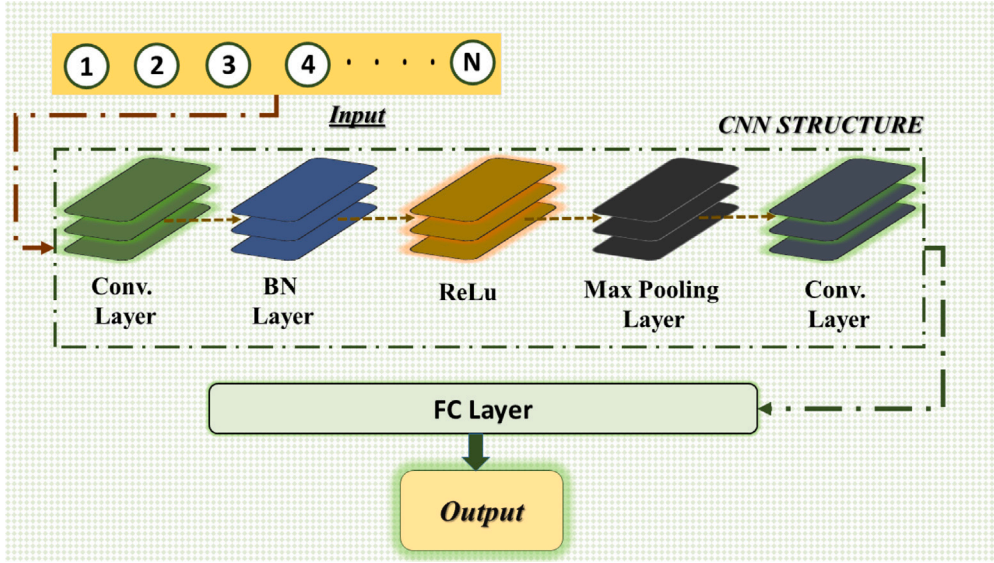 1 2 3 4 · · · · N
Input
CNN STRUCTURE
Conv.
Layer
BN
Layer
ReLu
Max Pooling
Layer
Conv.
Layer
FC Layer
Output